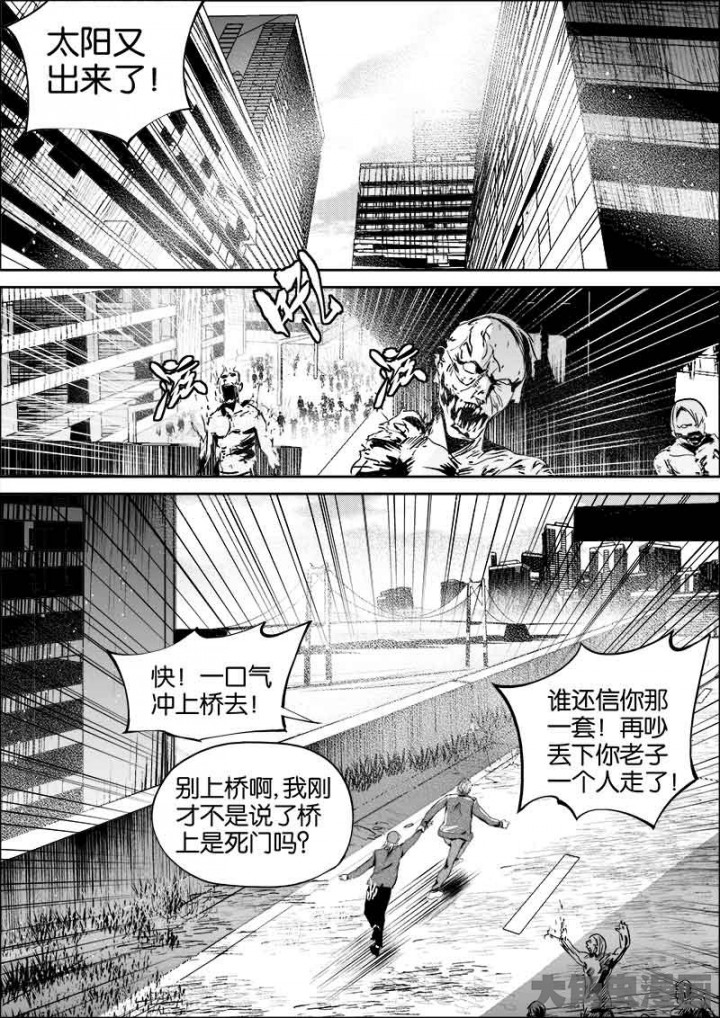 太阳又
出来了！
吼
快！一口气
冲上桥去！
别上桥啊,我刚
才不是说了桥
上是死门吗？
谁还信你那
一套！再吵
丢下你老子
一个人走了！